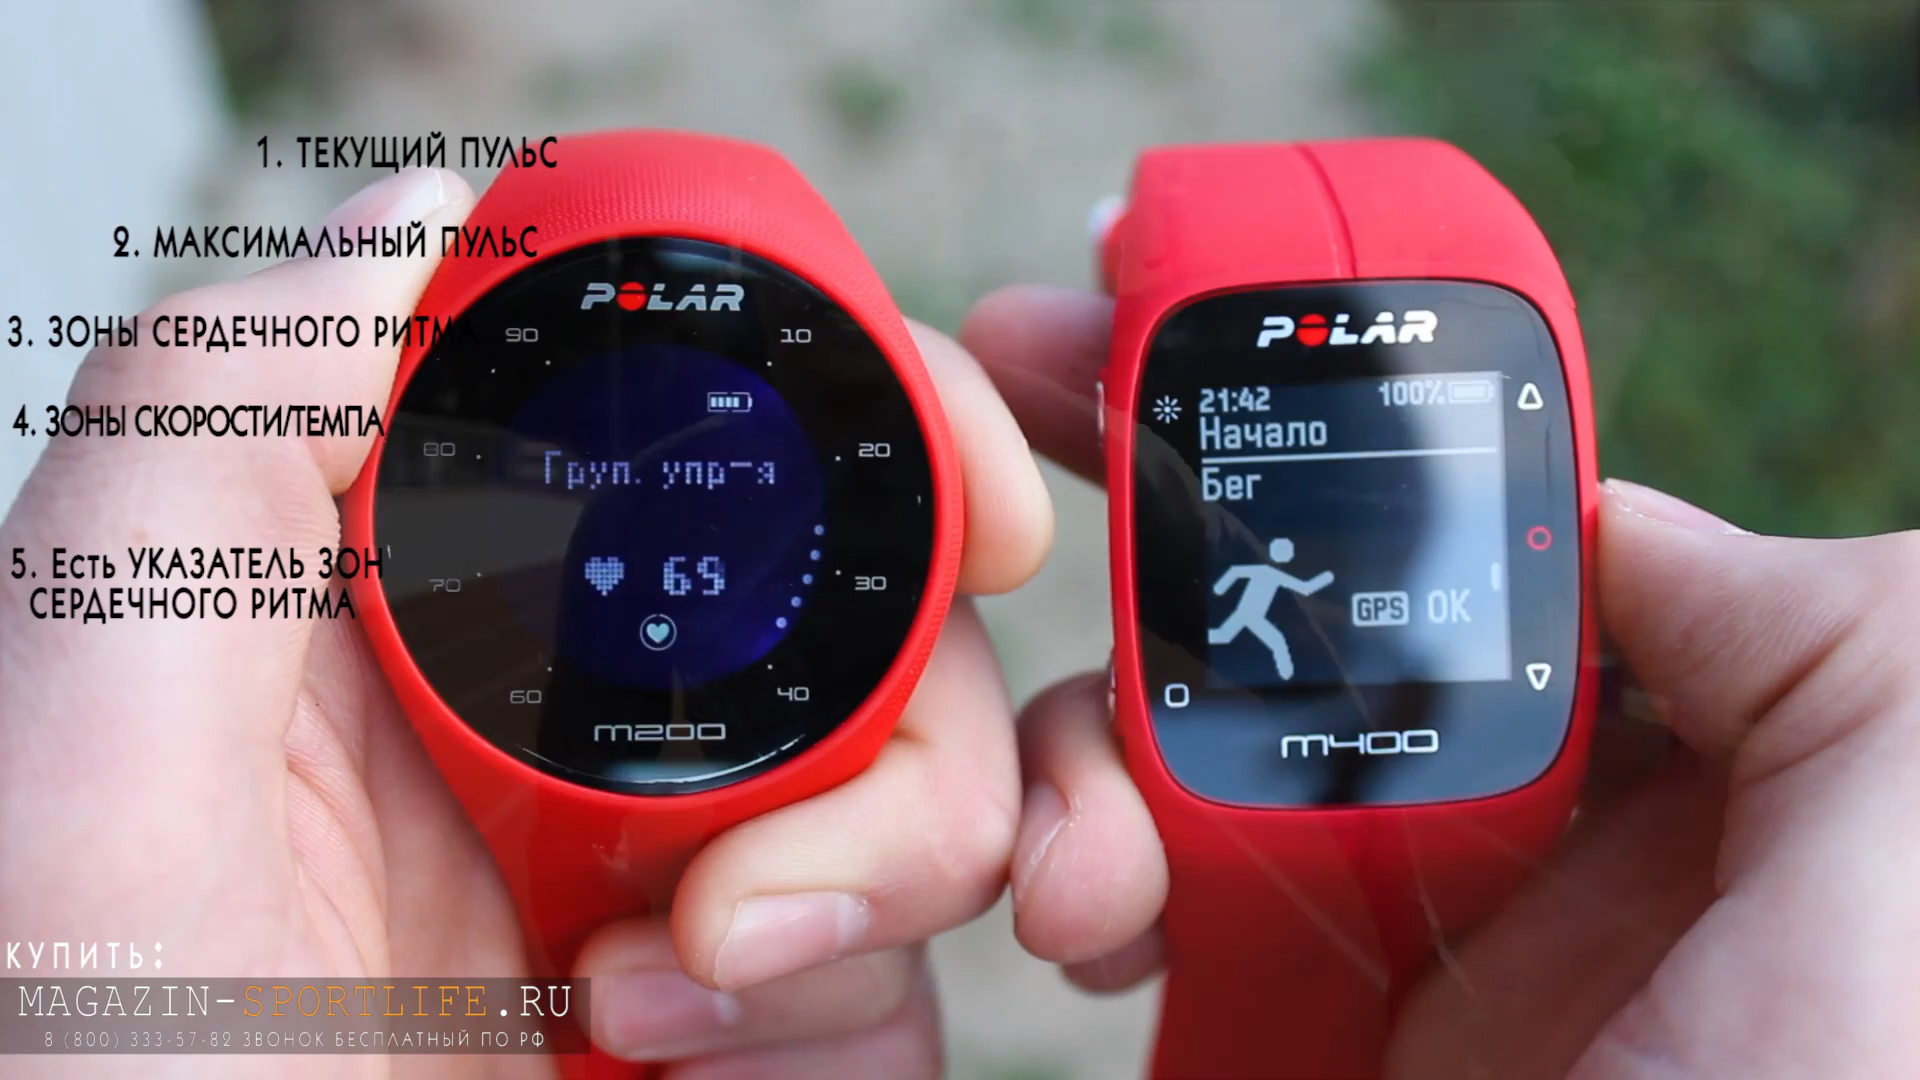 1. ТЕКУЩИЙ ПУЛЬС
2. МАКСИМАЛЬНЫЙ ПУЛЬС
3. ЗОНЫ СЕРДЕЧНОГО РИТМА
4. ЗОНЫ СКОРОСТИ/ТЕМПА
5. Есть УКАЗАТЕЛЬ ЗОН
СЕРДЕЧНОГО РИТМА
POLAR
90
10
80
20
Груп. упр-я
69
70
30
60
40
M200
POLAR
21:42 100%
Начало
Бег
GPS OK
M400
КУПИТЬ:
MAGAZIN-SPORTLIFE.RU
8 (800) 333-57-82 ЗВОНОК БЕСПЛАТНЫЙ ПО РФ